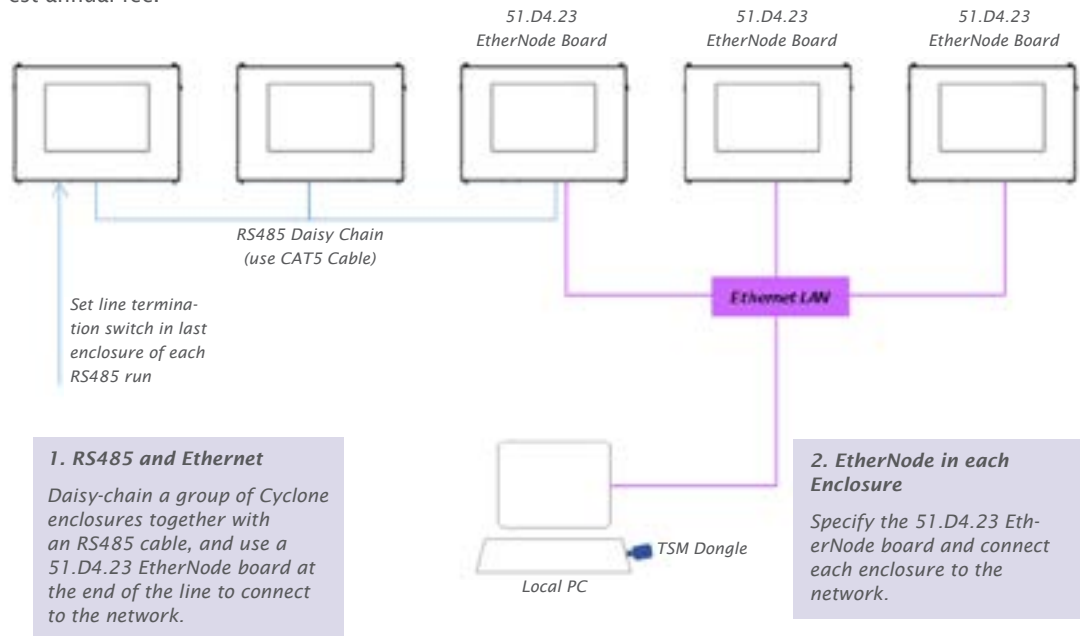 est annual fee.
51.D4.23
EtherNode Board
51.D4.23
EtherNode Board
51.D4.23
EtherNode Board
RS485 Daisy Chain
(use CAT5 Cable)
Set line termina-
tion switch in last
enclosure of each
RS485 run
Ethernet LAN
1. RS485 and Ethernet
Daisy-chain a group of Cyclone
enclosures together with
an RS485 cable, and use a
51.D4.23 EtherNode board at
the end of the line to connect
to the network.
TSM Dongle
Local PC
2. EtherNode in each
Enclosure
Specify the 51.D4.23 Eth-
erNode board and connect
each enclosure to the
network.